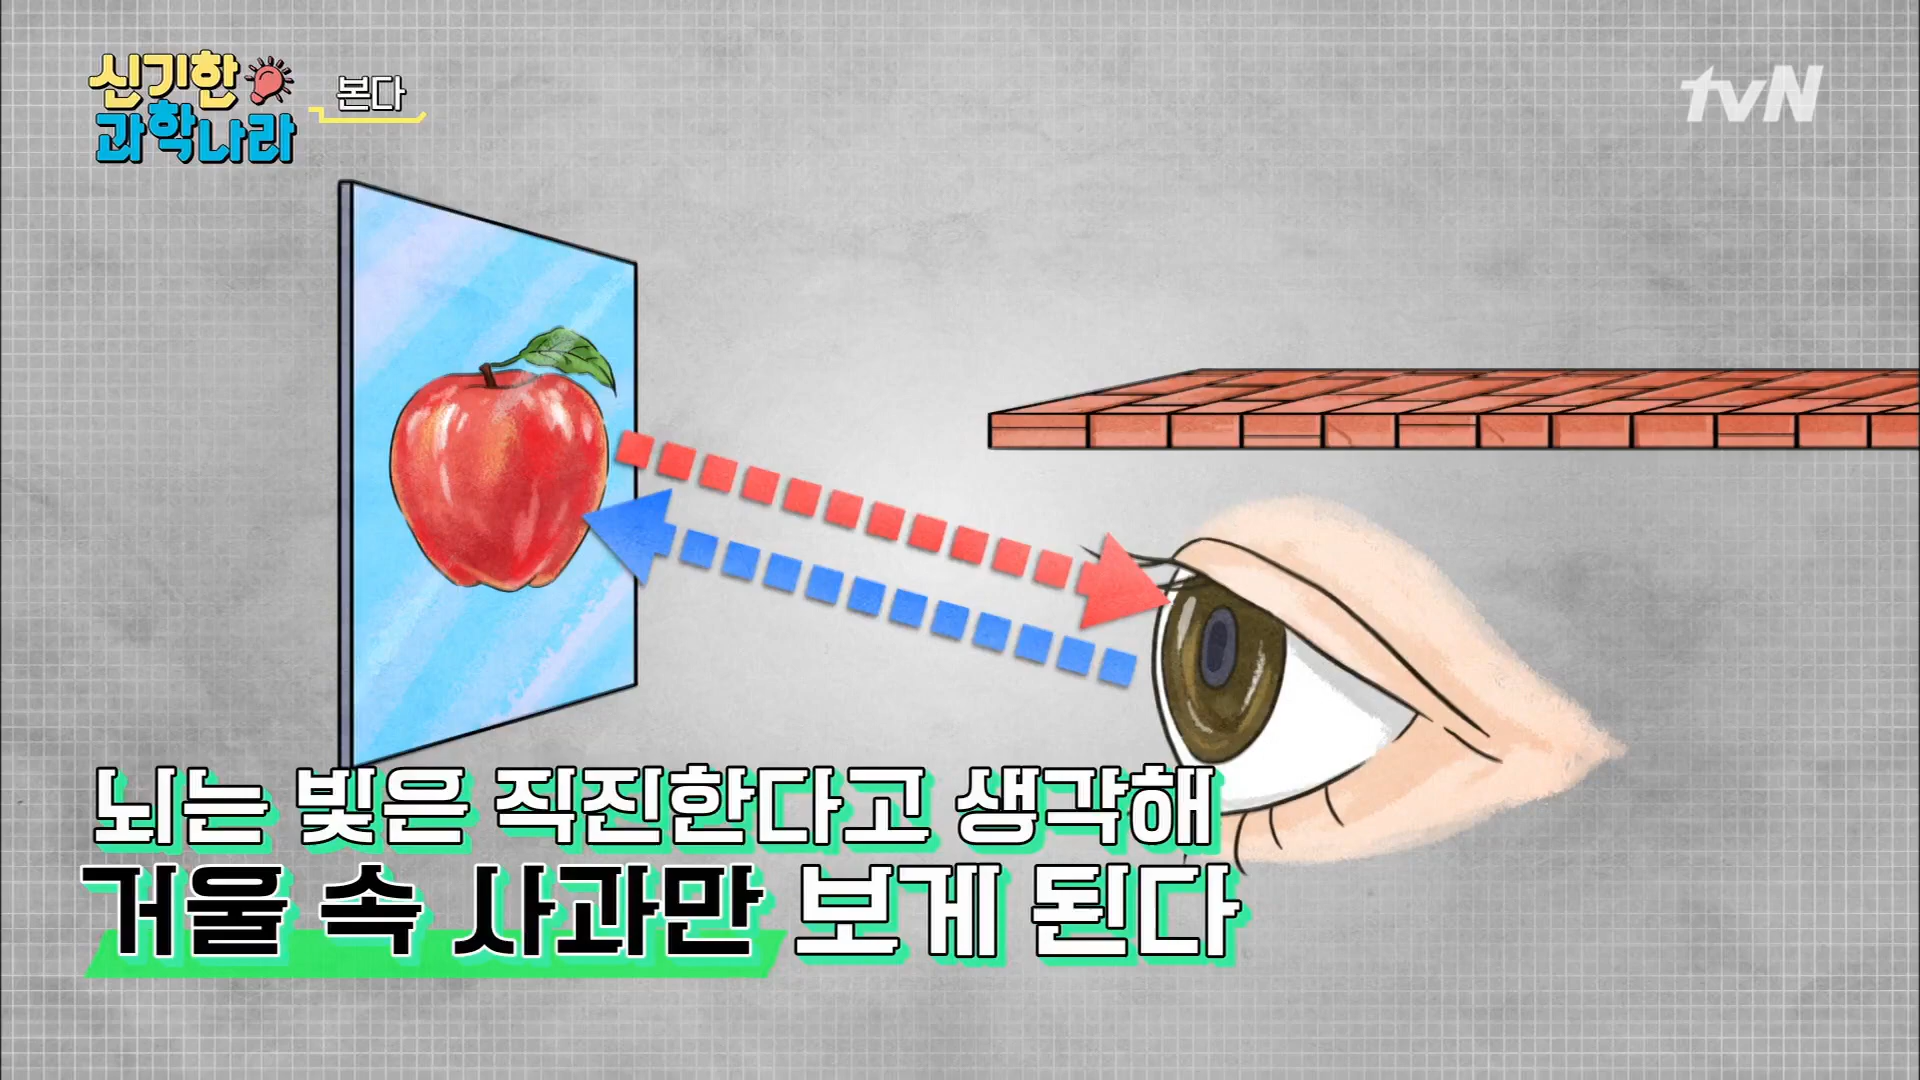 신기한
과학나라
본다
tvN
뇌는 빛은 직진한다고 생각해
거울 속 사과만 보게 된다